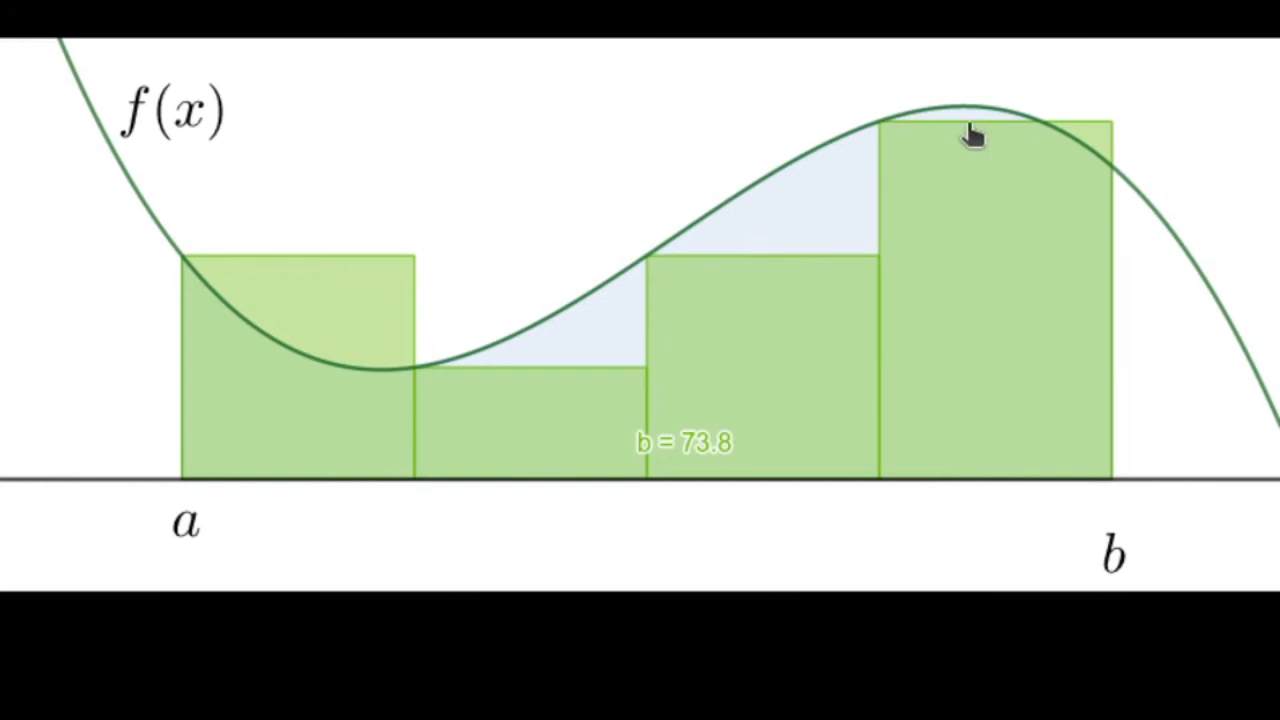 f(x)
b = 73.8
a
b